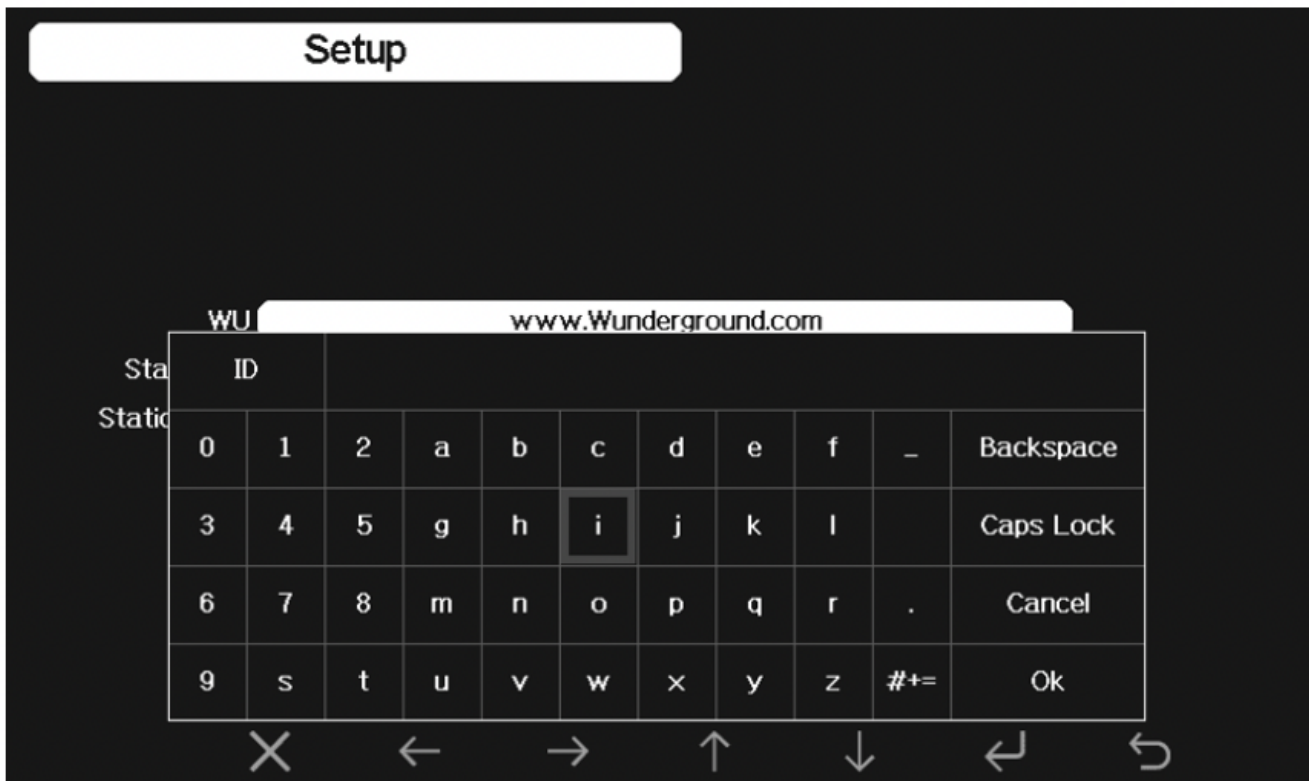 Setup
WU www.Wunderground.com
Sta ID
Static
0 1 2 a b c d e f _ Backspace
3 4 5 g h i j k l Caps Lock
6 7 8 m n o p q r . Cancel
9 s t u v w x y z #+= Ok